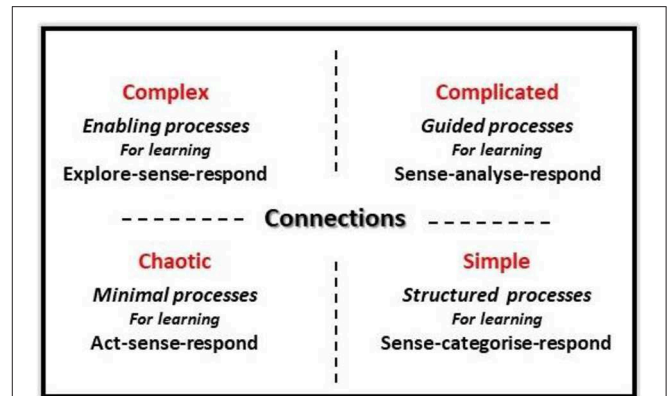 Complex
Enabling processes
For learning
Explore-sense-respond
Complicated
Guided processes
For learning
Sense-analyse-respond
Connections
Chaotic
Minimal processes
For learning
Act-sense-respond
Simple
Structured processes
For learning
Sense-categorise-respond